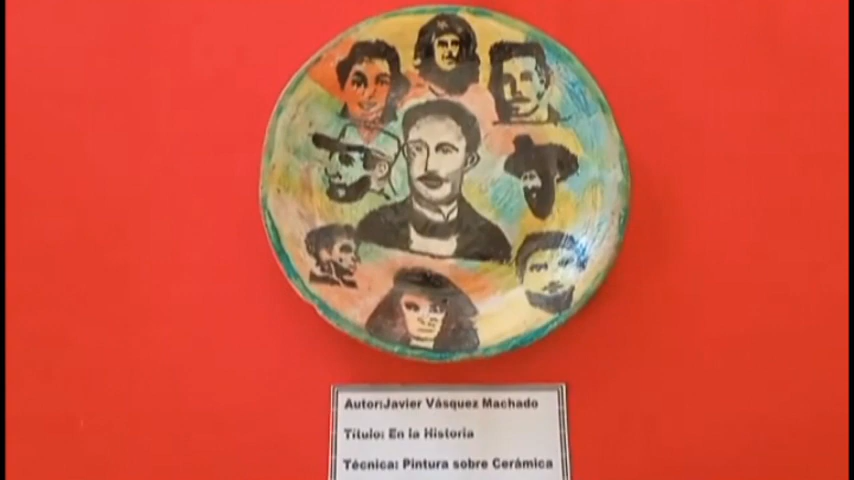 Autor:Javier Vásquez Machado
Título: En la Historia
Técnica: Pintura sobre Cerámica